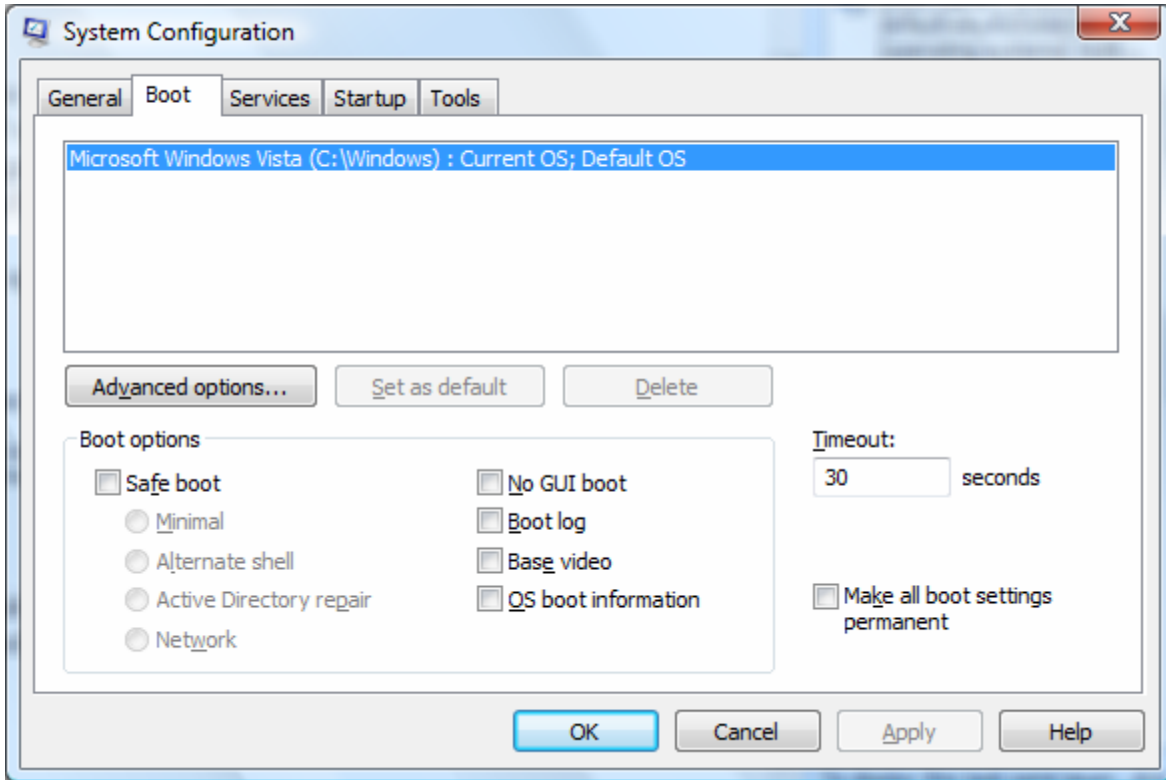 System Configuration
General Boot Services Startup Tools
Microsoft Windows Vista (C:\Windows) : Current OS; Default OS
Advanced options... Set as default Delete
Boot options Timeout:
Safe boot No GUI boot 30 seconds
Minimal Boot log
Alternate shell Base video
Active Directory repair OS boot information Make all boot settings
permanent
Network
OK Cancel Apply Help